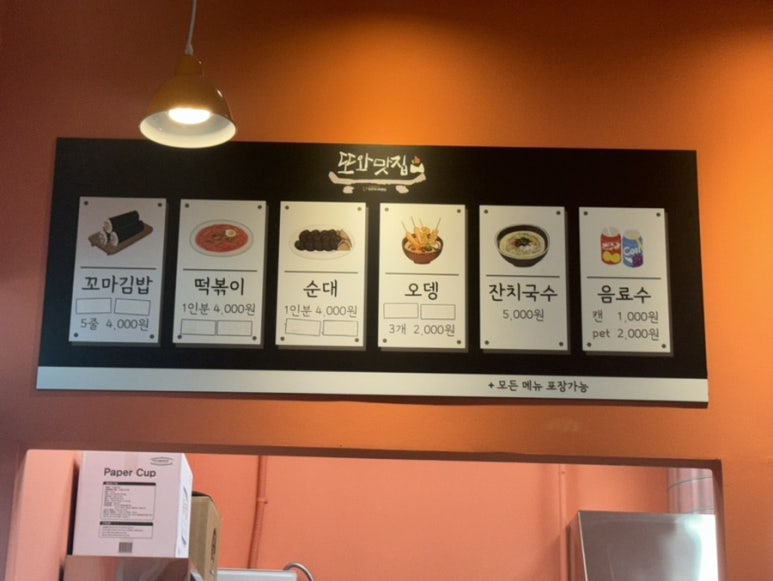 또와맛집
꼬마김밥
5줄 4,000원
떡볶이
1인분 4,000원
순대
1인분 4,000원
오뎅
3개 2,000원
잔치국수
5,000원
음료수
캔 1,000원
pet 2,000원
+ 모든 메뉴 포장가능
Paper Cup